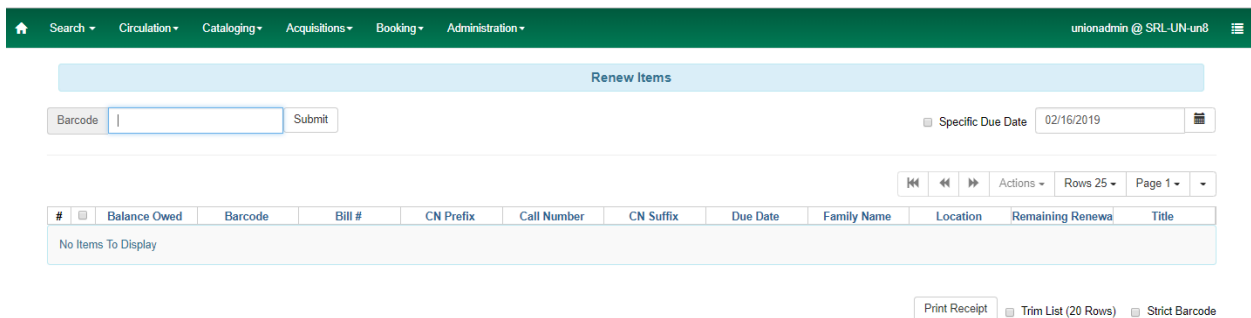 Search Circulation Cataloging Acquisitions Booking Administration unionadmin @ SRL-UN-un8
Renew Items
Barcode Submit Specific Due Date 02/16/2019
Actions Rows 25 Page 1
# Balance Owed Barcode Bill # CN Prefix Call Number CN Suffix Due Date Family Name Location Remaining Renewa Title
No Items To Display
Print Receipt Trim List (20 Rows) Strict Barcode